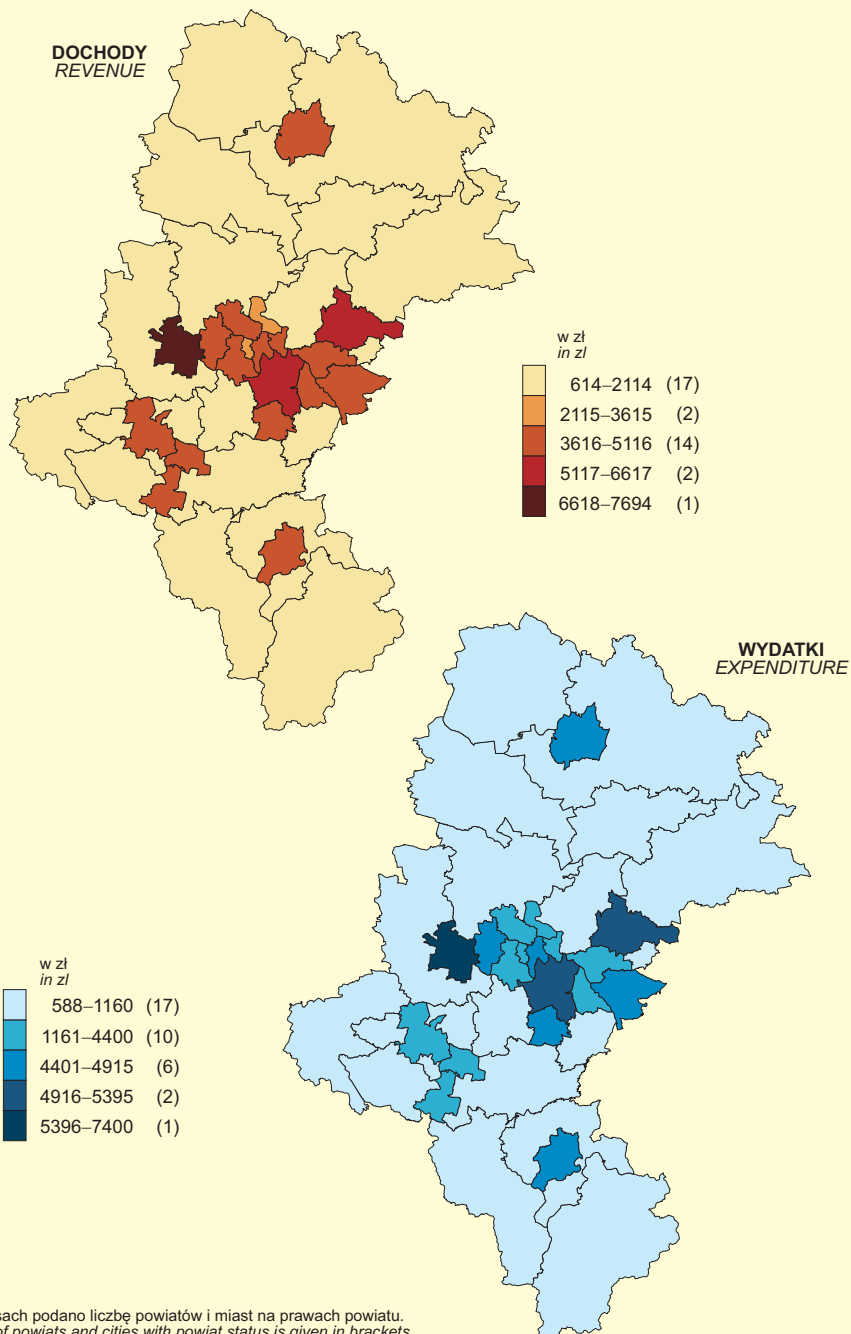 DOCHODY
REVENUE
w zł
in zl
614–2114 (17)
2115–3615 (2)
3616–5116 (14)
5117–6617 (2)
6618–7694 (1)
WYDATKI
EXPENDITURE
w zł
in zl
588–1160 (17)
1161–4400 (10)
4401–4915 (6)
4916–5395 (2)
5396–7400 (1)
podano liczbę powiatów i miast na prawach powiatu.
of powiats and cities with powiat status is given in brackets